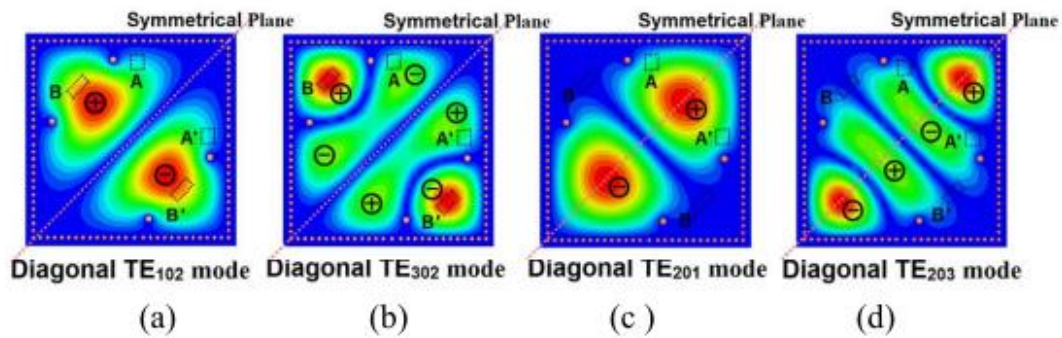 Symmetrical Plane Symmetrical Plane Symmetrical Plane Symmetrical Plane
A A A A
B B B B
+ − + + − + + −
A' A' A' A'
− − + − − + −
B' B' B B'
Diagonal TE102 mode Diagonal TE302 mode Diagonal TE201 mode Diagonal TE203 mode
(a) (b) (c ) (d)